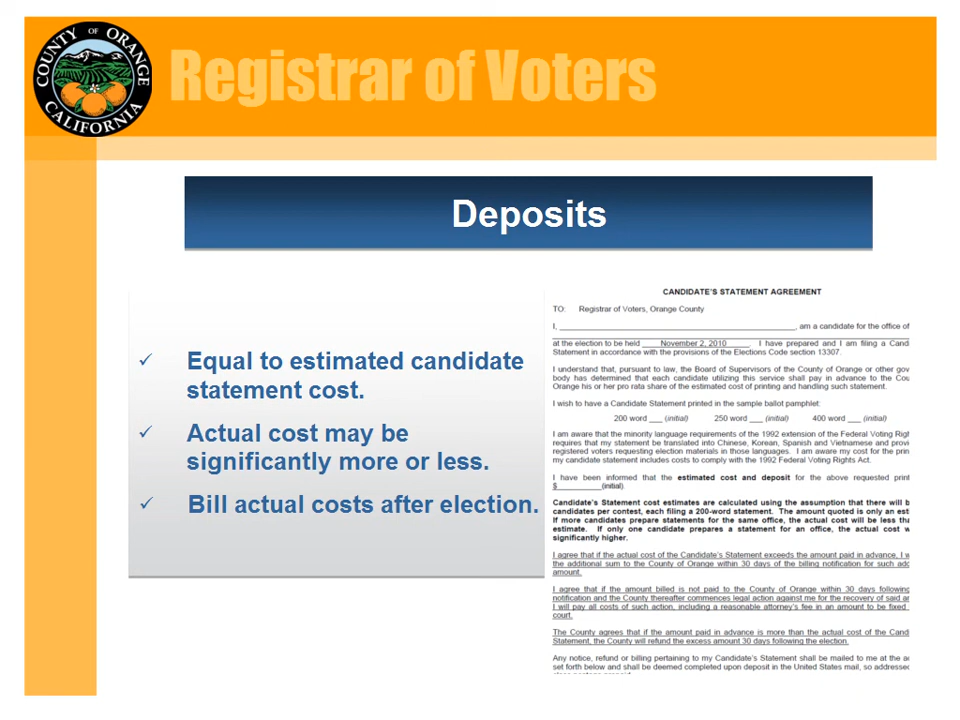 COUNTY OF ORANGE
CALIFORNIA
Registrar of Voters
Deposits
✓ Equal to estimated candidate
statement cost.
✓ Actual cost may be
significantly more or less.
✓ Bill actual costs after election.
CANDIDATE'S STATEMENT AGREEMENT
TO: Registrar of Voters, Orange County
I, ____________________, am a candidate for the office of
at the election to be held ____November 2, 2010____. I have prepared and I am filing a Cand
Statement in accordance with the provisions of the Elections Code section 13307.
I understand that, pursuant to law, the Board of Supervisors of the County of Orange or other gov
body has determined that each candidate utilizing this service shall pay in advance to the Cou
Orange his or her pro rata share of the estimated cost of printing and handling such statement.
I wish to have a Candidate Statement printed in the sample ballot pamphlet:
200 word ___ (initial) 250 word ___ (initial) 400 word ___ (initial)
I am aware that the minority language requirements of the 1992 extension of the Federal Voting Righ
requires that my statement be translated into Chinese, Korean, Spanish and Vietnamese and provi
registered voters requesting election materials in those languages. I am aware my cost for the prin
my candidate statement includes costs to comply with the 1992 Federal Voting Rights Act.
I have been informed that the estimated cost and deposit for the above requested print
$__________(initial).
Candidate's Statement cost estimates are calculated using the assumption that there will b
candidates per contest, each filing a 200-word statement. The amount quoted is only an est
If more candidates prepare statements for the same office, the actual cost will be less tha
estimate. If only one candidate prepares a statement for an office, the actual cost w
significantly higher.
I agree that if the actual cost of the Candidate's Statement exceeds the amount paid in advance, I w
the additional sum to the County of Orange within 30 days of the billing notification for such add
amount.
I agree that if the amount billed is not paid to the County of Orange within 30 days following
notification and the County thereafter commences legal action against me for the recovery of said ar
I will pay all costs of such action, including a reasonable attorney's fee in an amount to be fixed
court.
The County agrees that if the amount paid in advance is more than the actual cost of the Cand
Statement, the County will refund the excess amount 30 days following the election.
Any notice, refund or billing pertaining to my Candidate's Statement shall be mailed to me at the a
set forth below and shall be deemed completed upon deposit in the United States mail, so addressed